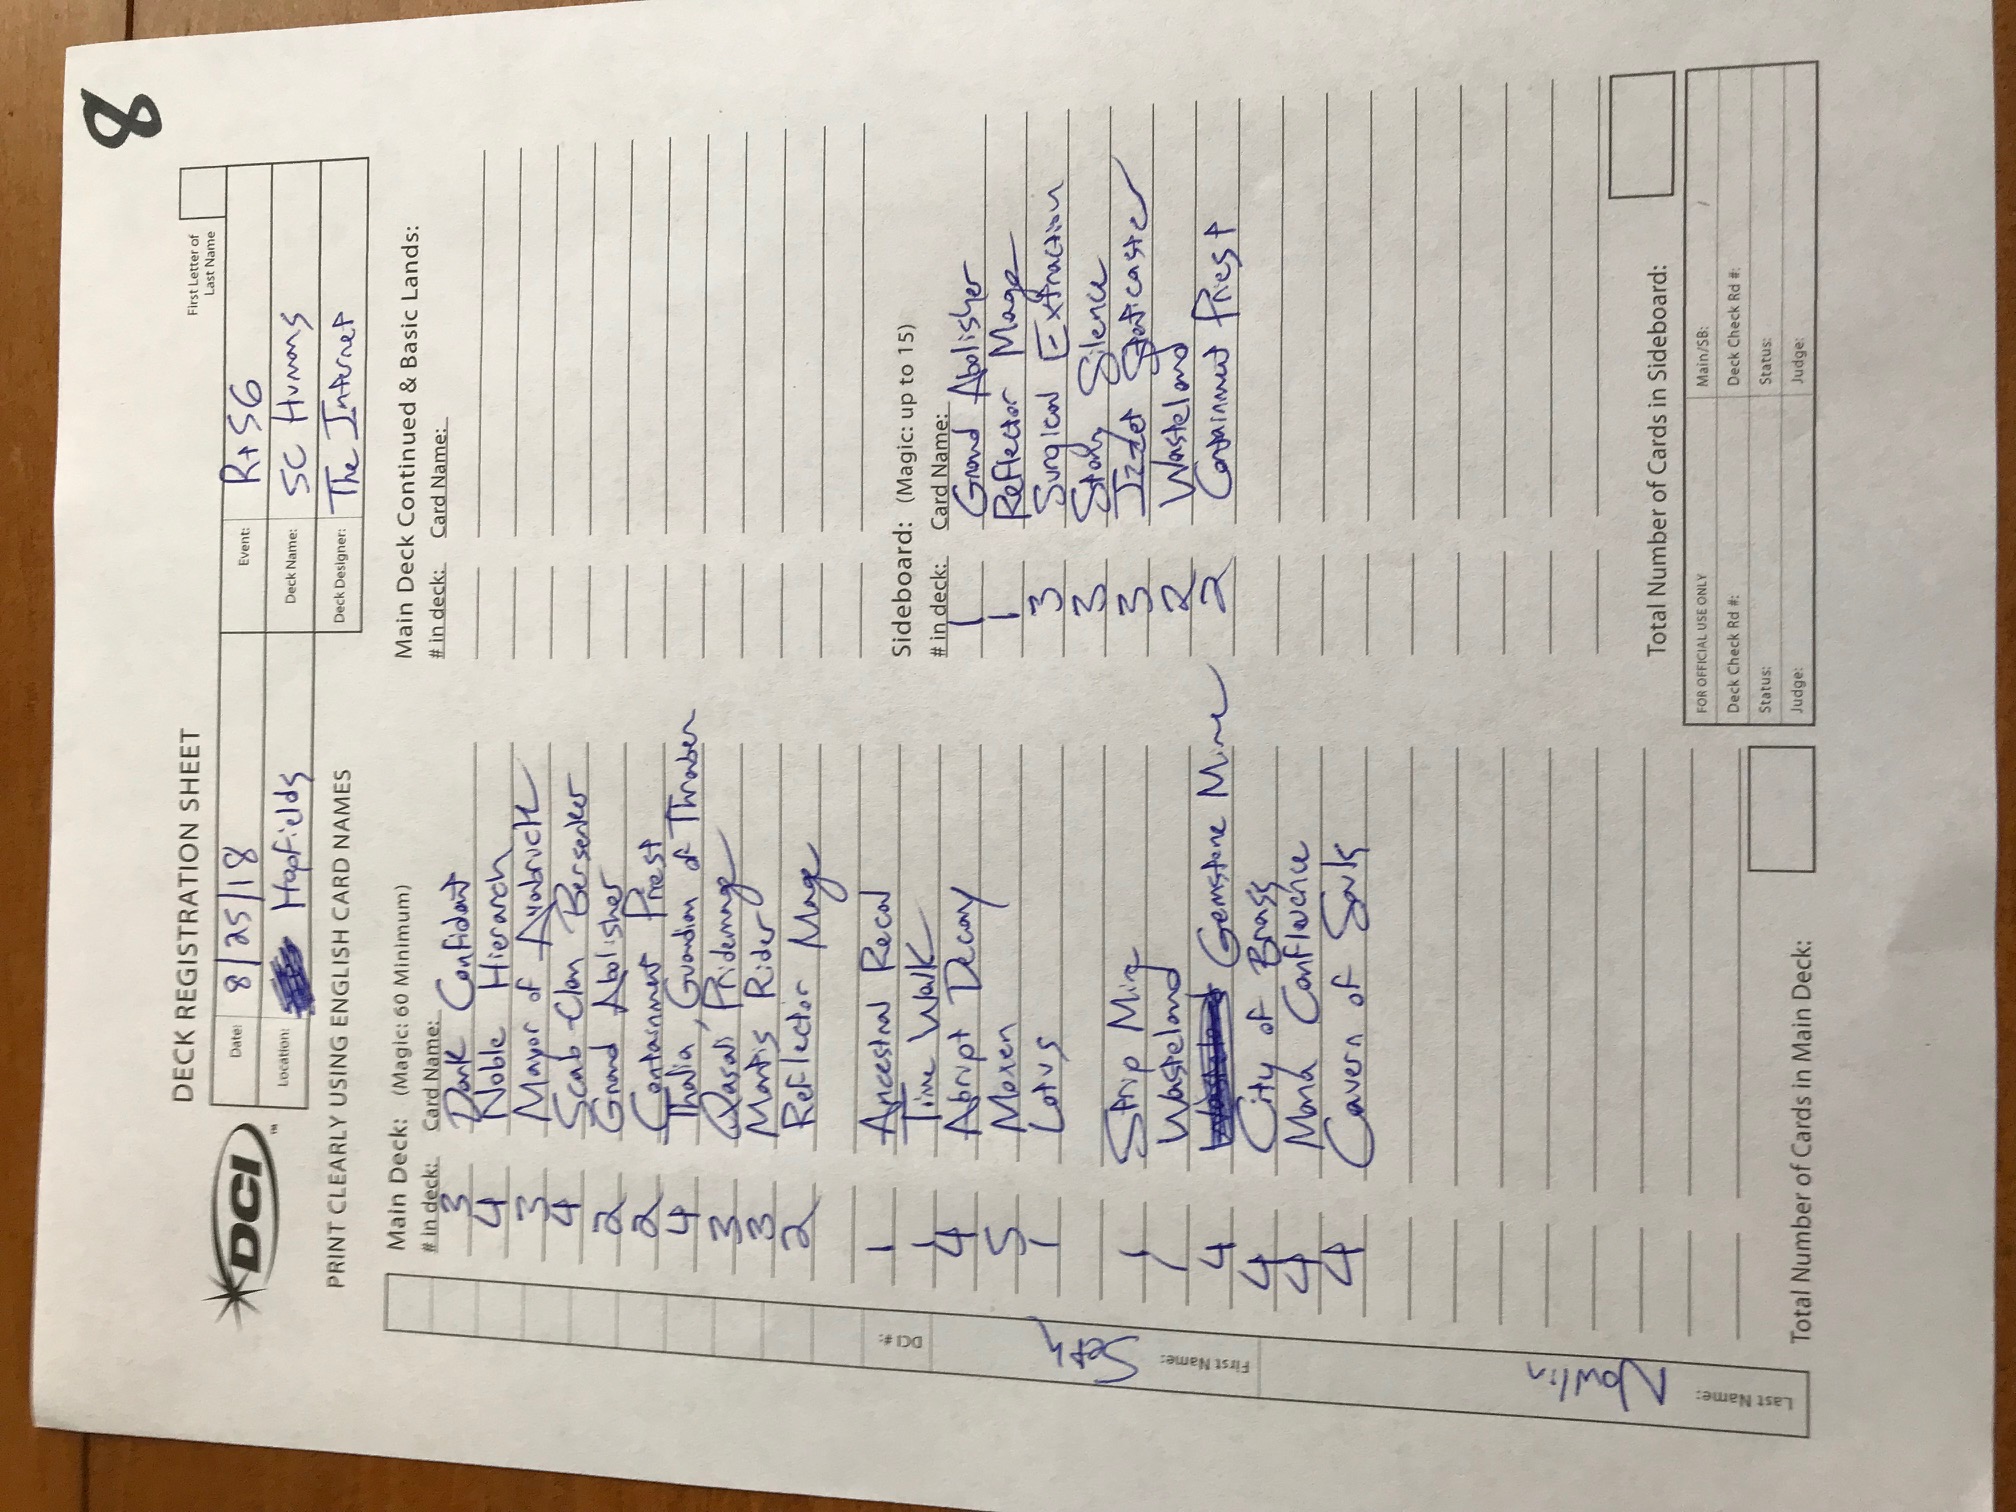 8
DECK REGISTRATION SHEET
First Letter of
Last Name
DCI
TM
Date: 8/25/18
Event: RtSG
Location: Hopfields
Deck Name: 5C Humans
Deck Designer: The Internet
PRINT CLEARLY USING ENGLISH CARD NAMES
Main Deck: (Magic: 60 Minimum)
# in deck: Card Name:
3 Dark Confidant
4 Noble Hierarch
3 Mayor of Avabruck
4 Scab-Clan Berserker
2 Grand Abolisher
2 Containment Priest
4 Thalia, Guardian of Thraben
3 Qasali Pridemage
3 Mantis Rider
2 Reflector Mage
1 Ancestral Recal
1 Time Walk
4 Abrupt Decay
5 Moxen
1 Lotus
1 Strip Mine
1 Wasteland
4 Gemstone Mine
4 City of Brass
4 Mana Confluence
4 Cavern of Souls
Total Number of Cards in Main Deck:
Main Deck Continued & Basic Lands:
# in deck: Card Name:
Sideboard: (Magic: up to 15)
# in deck: Card Name:
1 Grand Abolisher
1 Reflector Mage
3 Surgical Extraction
3 Stony Silence
3 Izzet Staticaster
2 Wasteland
2 Containment Priest
Total Number of Cards in Sideboard:
FOR OFFICIAL USE ONLY
Main/SB: /
Deck Check Rd #:
Deck Check Rd #:
Status:
Status:
Judge:
Judge:
Last Name: Nowlin
First Name: Seth
DCI #: